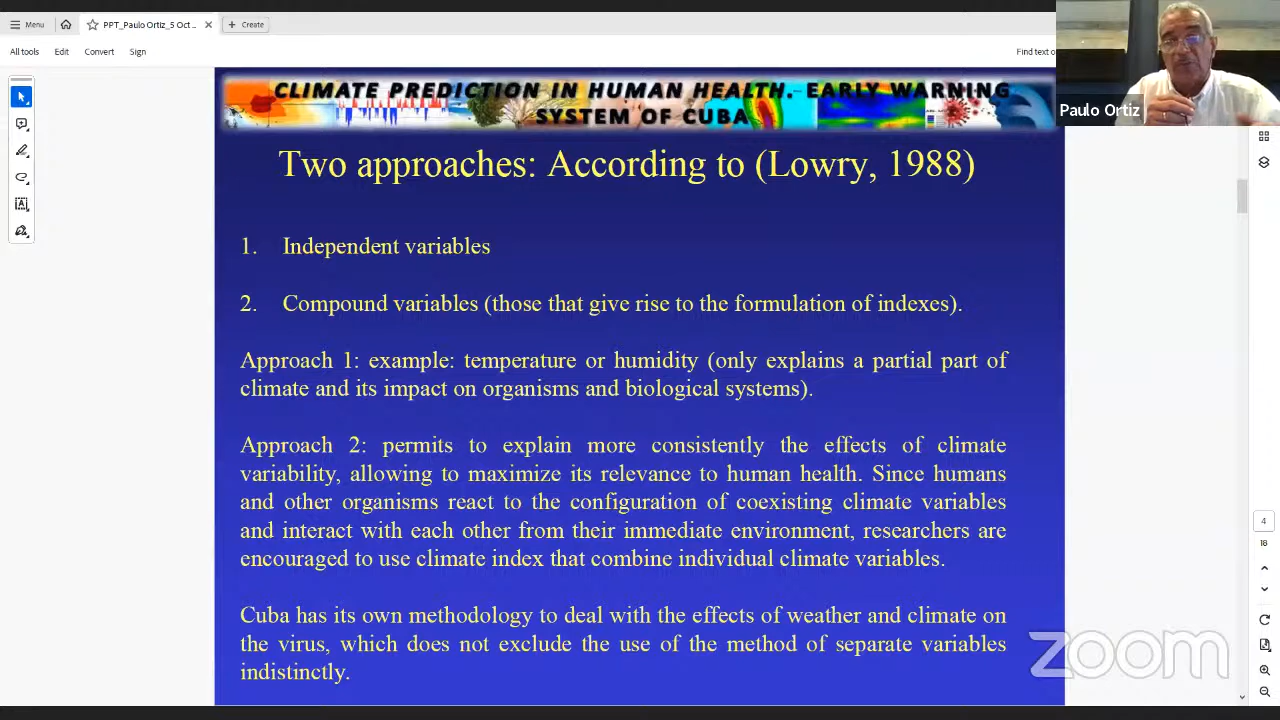 Menu
PPT_Paulo Ortiz_5 Oct...
Create
All tools
Edit
Convert
Sign
Find text o
Paulo Ortiz
CLIMATE PREDICTION IN HUMAN HEALTH. EARLY WARNING
SYSTEM OF CUBA
Two approaches: According to (Lowry, 1988)
1. Independent variables
2. Compound variables (those that give rise to the formulation of indexes).
Approach 1: example: temperature or humidity (only explains a partial part of
climate and its impact on organisms and biological systems).
Approach 2: permits to explain more consistently the effects of climate
variability, allowing to maximize its relevance to human health. Since humans
and other organisms react to the configuration of coexisting climate variables
and interact with each other from their immediate environment, researchers are
encouraged to use climate index that combine individual climate variables.
Cuba has its own methodology to deal with the effects of weather and climate on
the virus, which does not exclude the use of the method of separate variables
indistinctly.
4
18
zoom